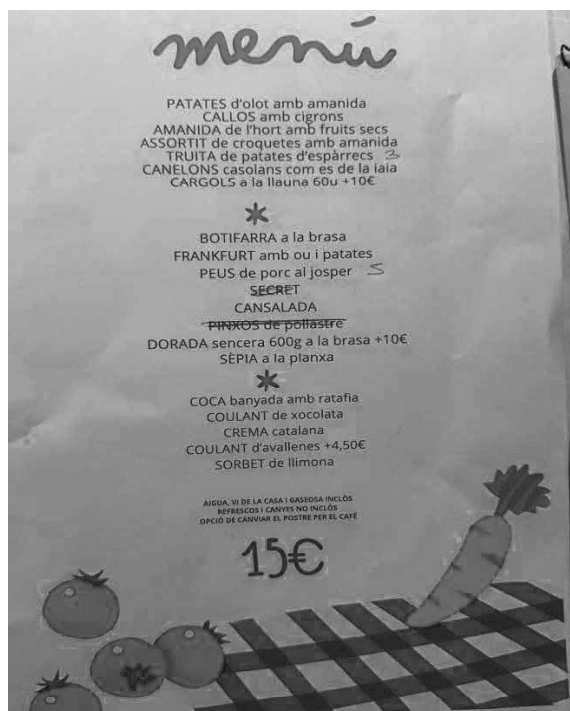 menú
PATATES d'olot amb amanida
CALLOS amb cigrons
AMANIDA de l'hort amb fruits secs
ASSORTIT de croquetes amb amanida
TRUITA de patates d'espàrrecs 3
CANELONS casolans com es de la iaia
CARGOLS a la llauna 60u +10€
BOTIFARRA a la brasa
FRANKFURT amb ou i patates
PEUS de porc al josper 5
SECRET
CANSALADA
PINXOS de pollastre
DORADA sencera 600g a la brasa +10€
SÈPIA a la planxa
COCA banyada amb ratafia
COULANT de xocolata
CREMA catalana
COULANT d'avallenes +4,50€
SORBET de llimona
AIGUA, VI DE LA CASA I GASEOSA INCLÒS
REFRESCOS I CANYES NO INCLÒS
OPCIÓ DE CANVIAR EL POSTRE PER EL CAFÈ
15€